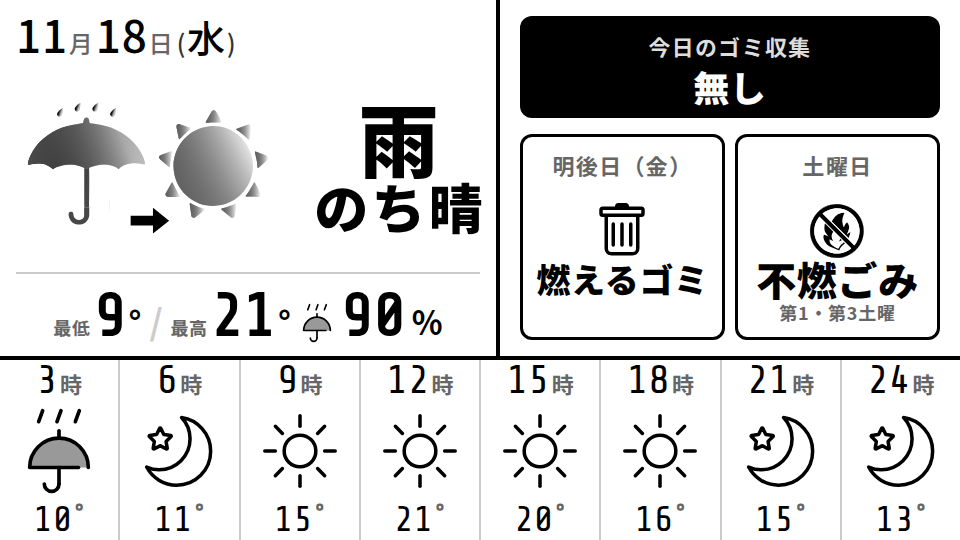 11月18日(水)
雨
のち晴
最低 9° / 最高 21° 90 %
今日のゴミ収集
無し
明後日（金）
燃えるゴミ
土曜日
不燃ごみ
第1・第3土曜
3時 6時 9時 12時 15時 18時 21時 24時
10° 11° 15° 21° 20° 16° 15° 13°